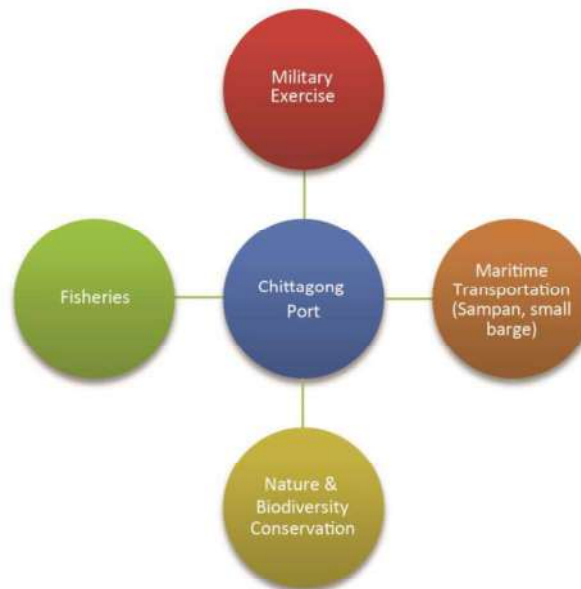 Military
Exercise
Fisheries
Chittagong
Port
Maritime
Transportation
(Sampan, small
barge)
Nature &
Biodiversity
Conservation